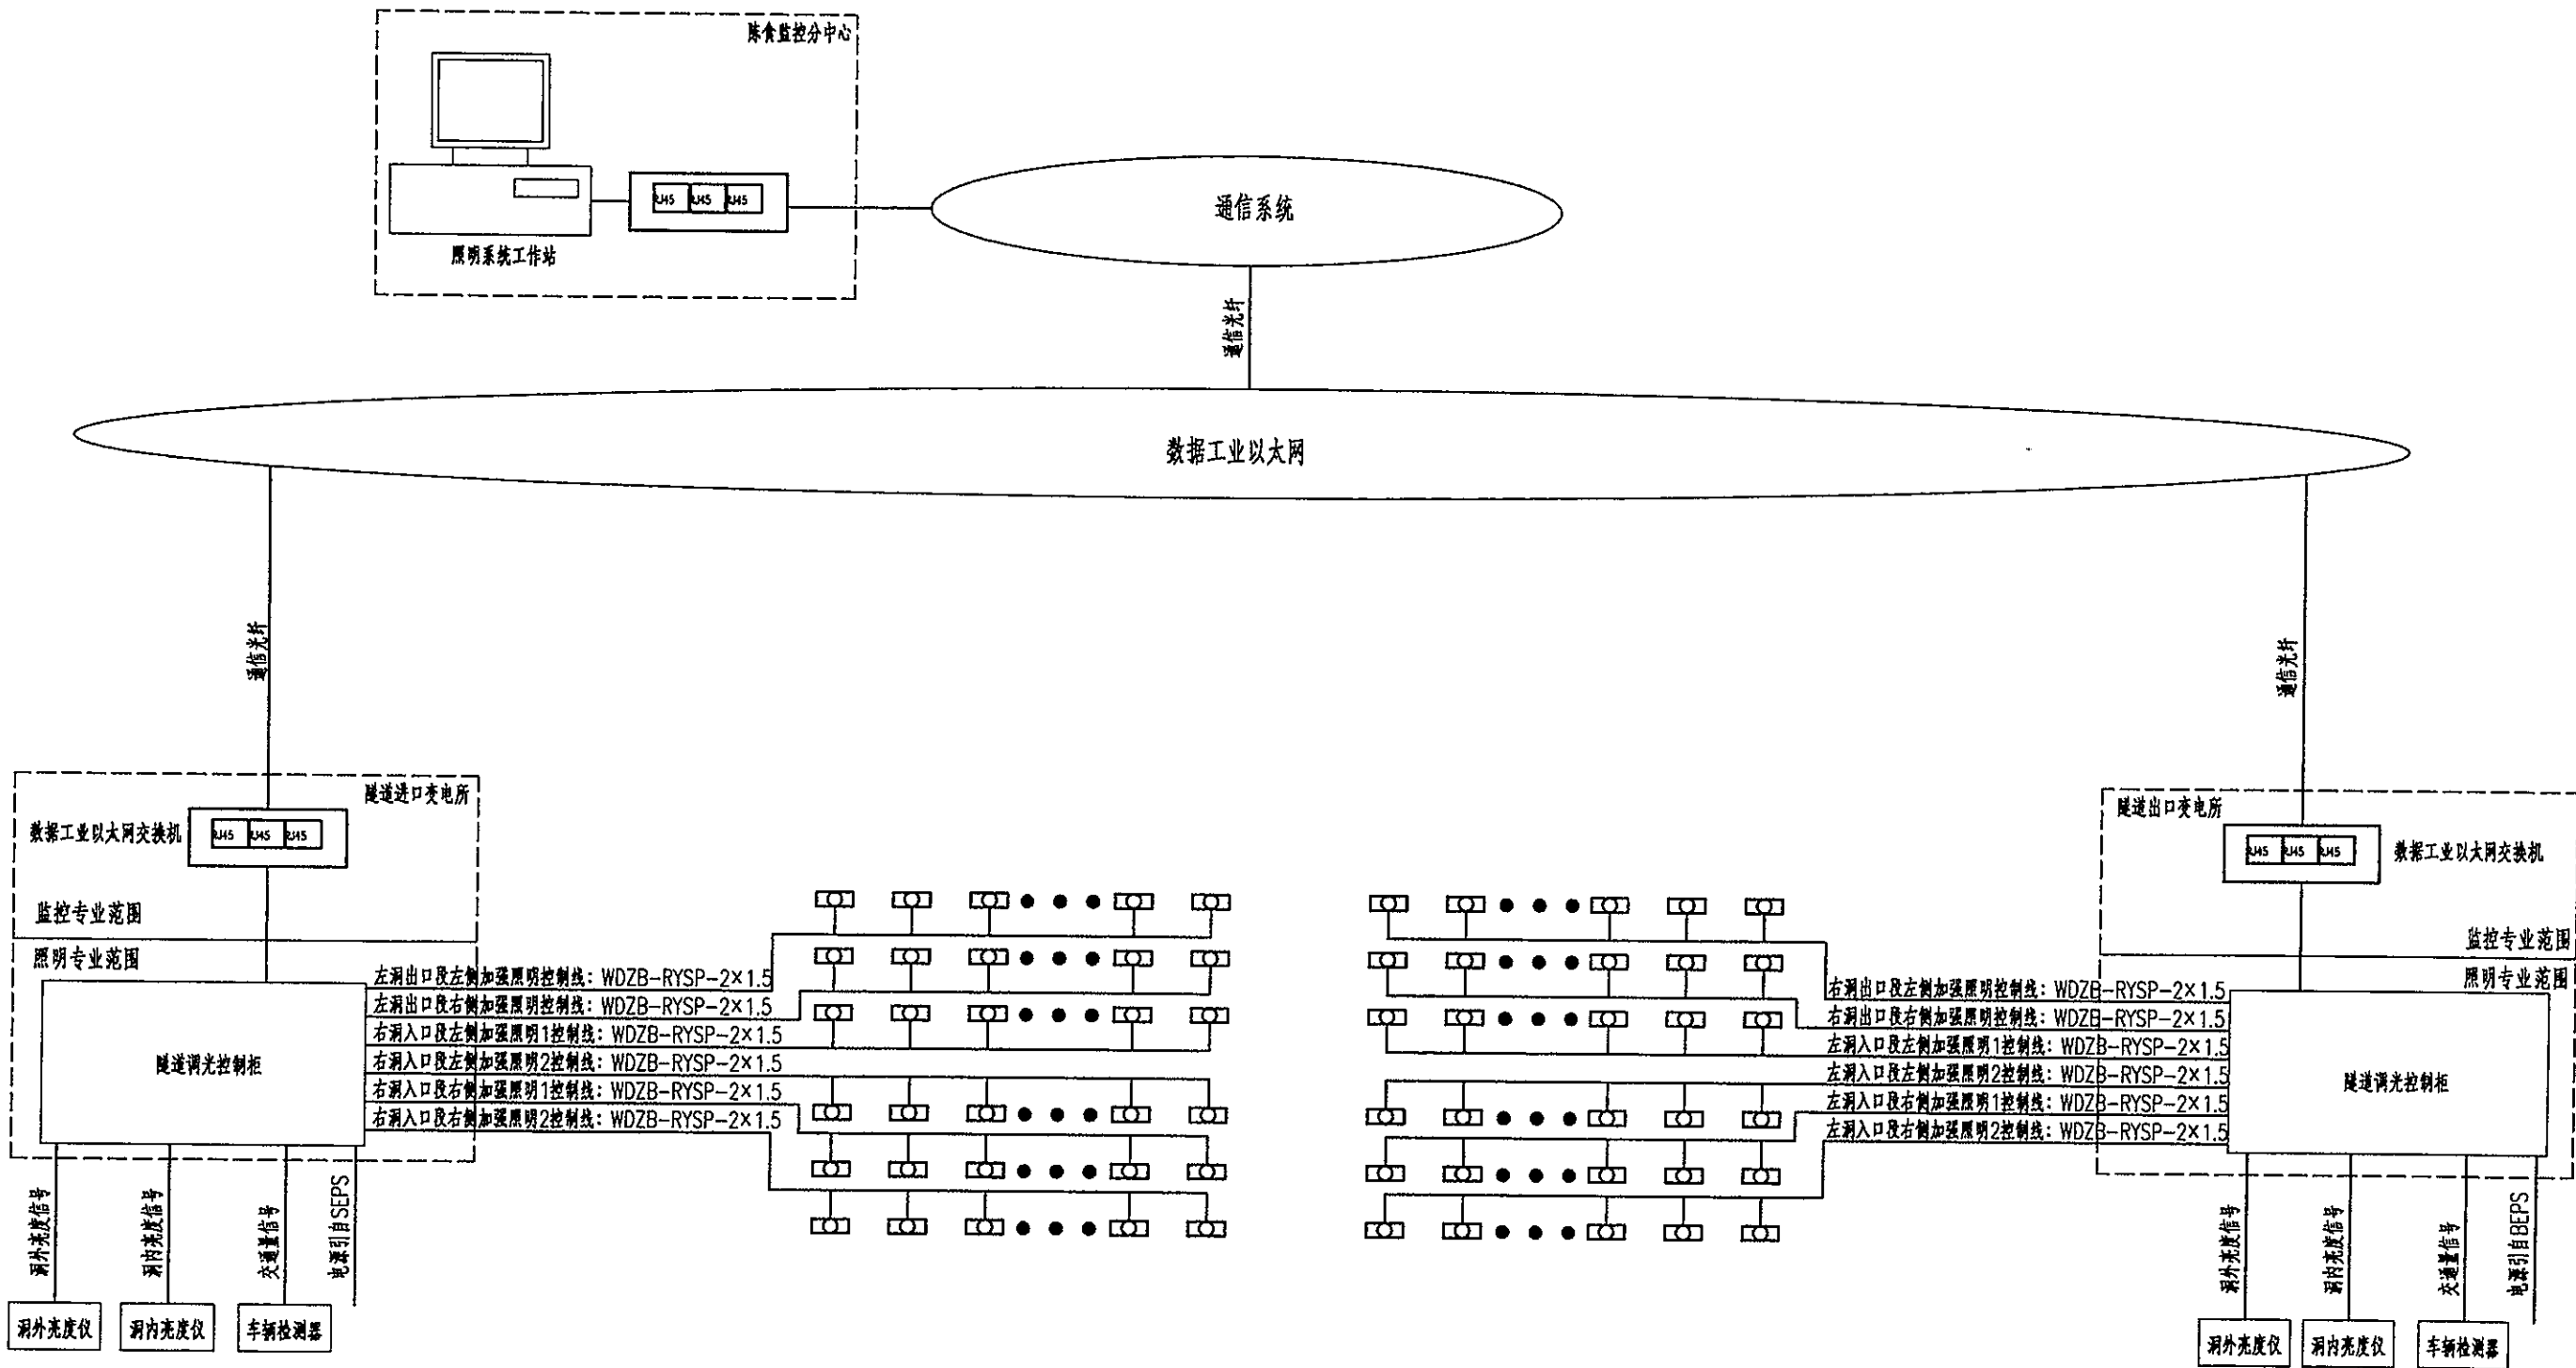 陈食监控分中心
RJ45 RJ45 RJ45
照明系统工作站
通信系统
通信光纤
数据工业以太网
通信光纤
通信光纤
隧道进口变电所
数据工业以太网交换机
RJ45 RJ45 RJ45
监控专业范围
照明专业范围
隧道调光控制柜
左洞出口段左侧加强照明控制线：WDZB-RYSP-2×1.5
左洞出口段右侧加强照明控制线：WDZB-RYSP-2×1.5
右洞入口段左侧加强照明1控制线：WDZB-RYSP-2×1.5
右洞入口段左侧加强照明2控制线：WDZB-RYSP-2×1.5
右洞入口段右侧加强照明1控制线：WDZB-RYSP-2×1.5
右洞入口段右侧加强照明2控制线：WDZB-RYSP-2×1.5
洞外亮度信号
洞内亮度信号
交通量信号
电源引自SEPS
洞外亮度仪
洞内亮度仪
车辆检测器
隧道出口变电所
RJ45 RJ45 RJ45
数据工业以太网交换机
监控专业范围
照明专业范围
右洞出口段左侧加强照明控制线：WDZB-RYSP-2×1.5
右洞出口段右侧加强照明控制线：WDZB-RYSP-2×1.5
左洞入口段左侧加强照明1控制线：WDZB-RYSP-2×1.5
左洞入口段左侧加强照明2控制线：WDZB-RYSP-2×1.5
左洞入口段右侧加强照明1控制线：WDZB-RYSP-2×1.5
左洞入口段右侧加强照明2控制线：WDZB-RYSP-2×1.5
隧道调光控制柜
洞外亮度信号
洞内亮度信号
交通量信号
电源引自BEPS
洞外亮度仪
洞内亮度仪
车辆检测器